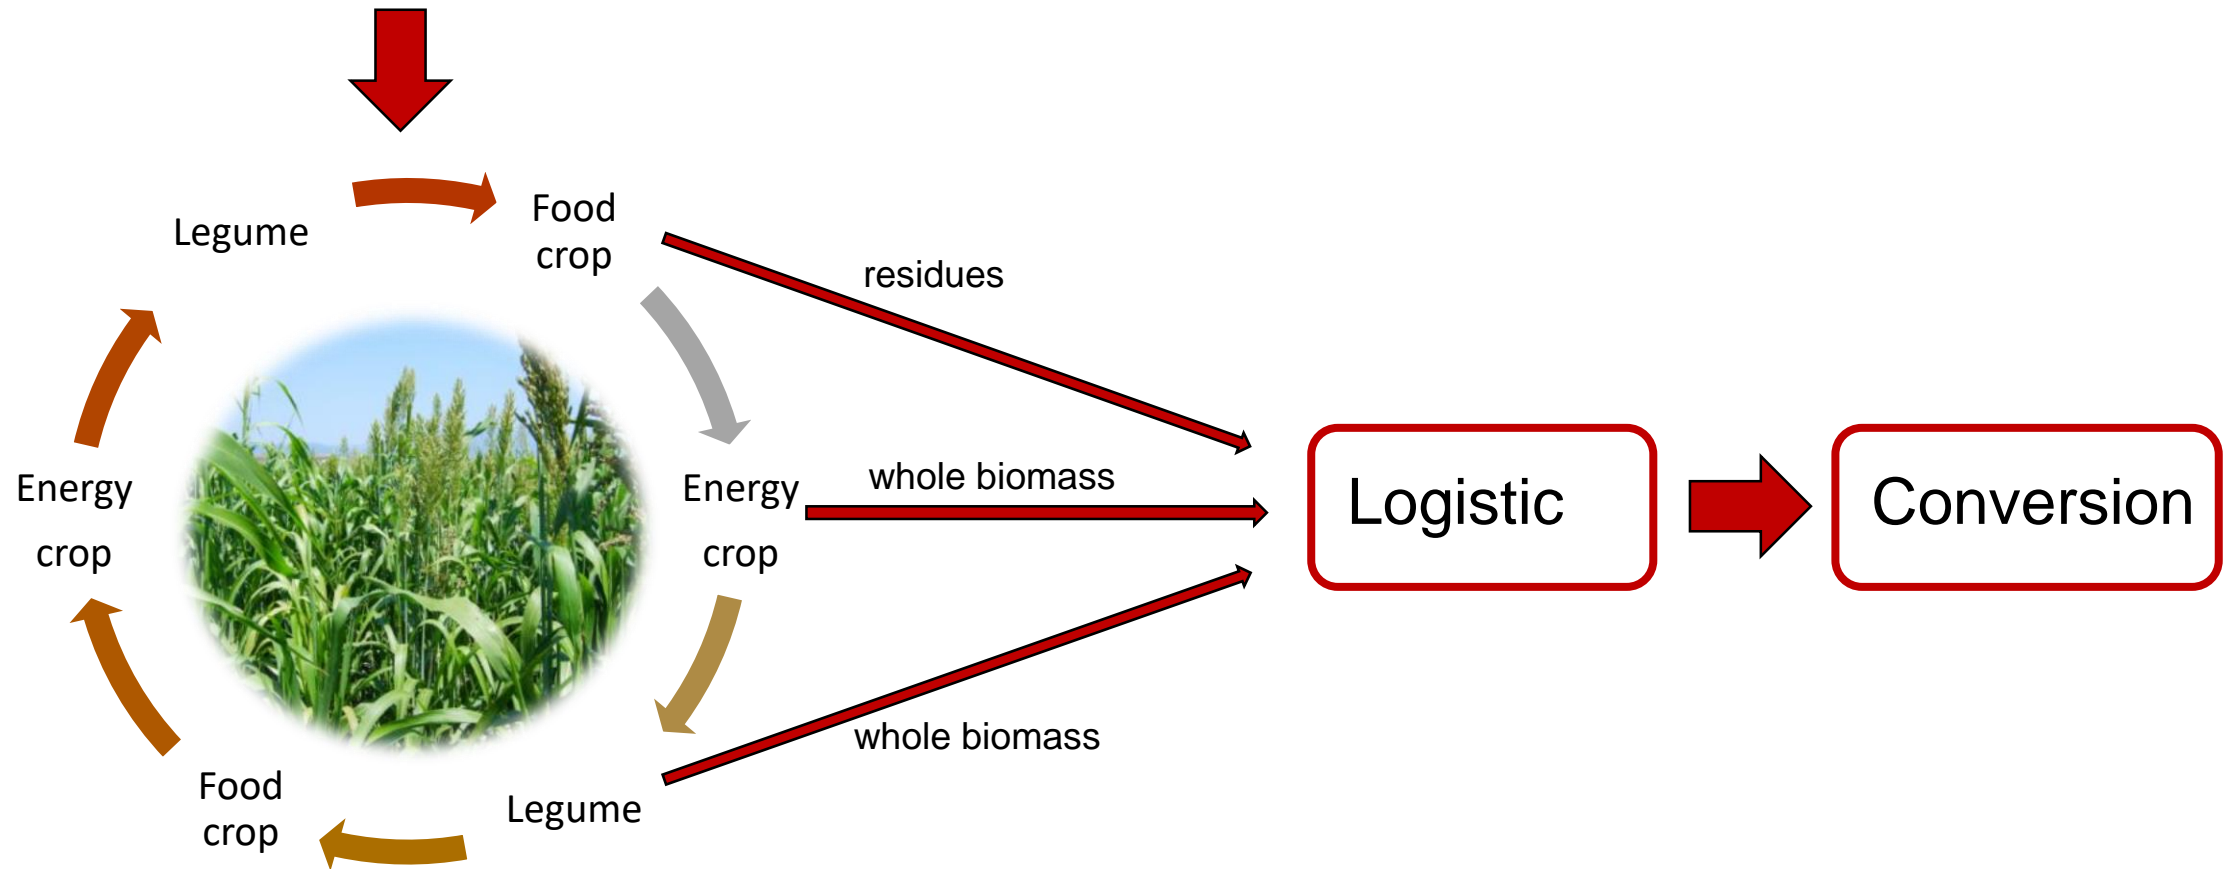 Legume
Food
crop
residues
Energy
crop
whole biomass
Energy
crop
Logistic
Conversion
whole biomass
Food
crop
Legume